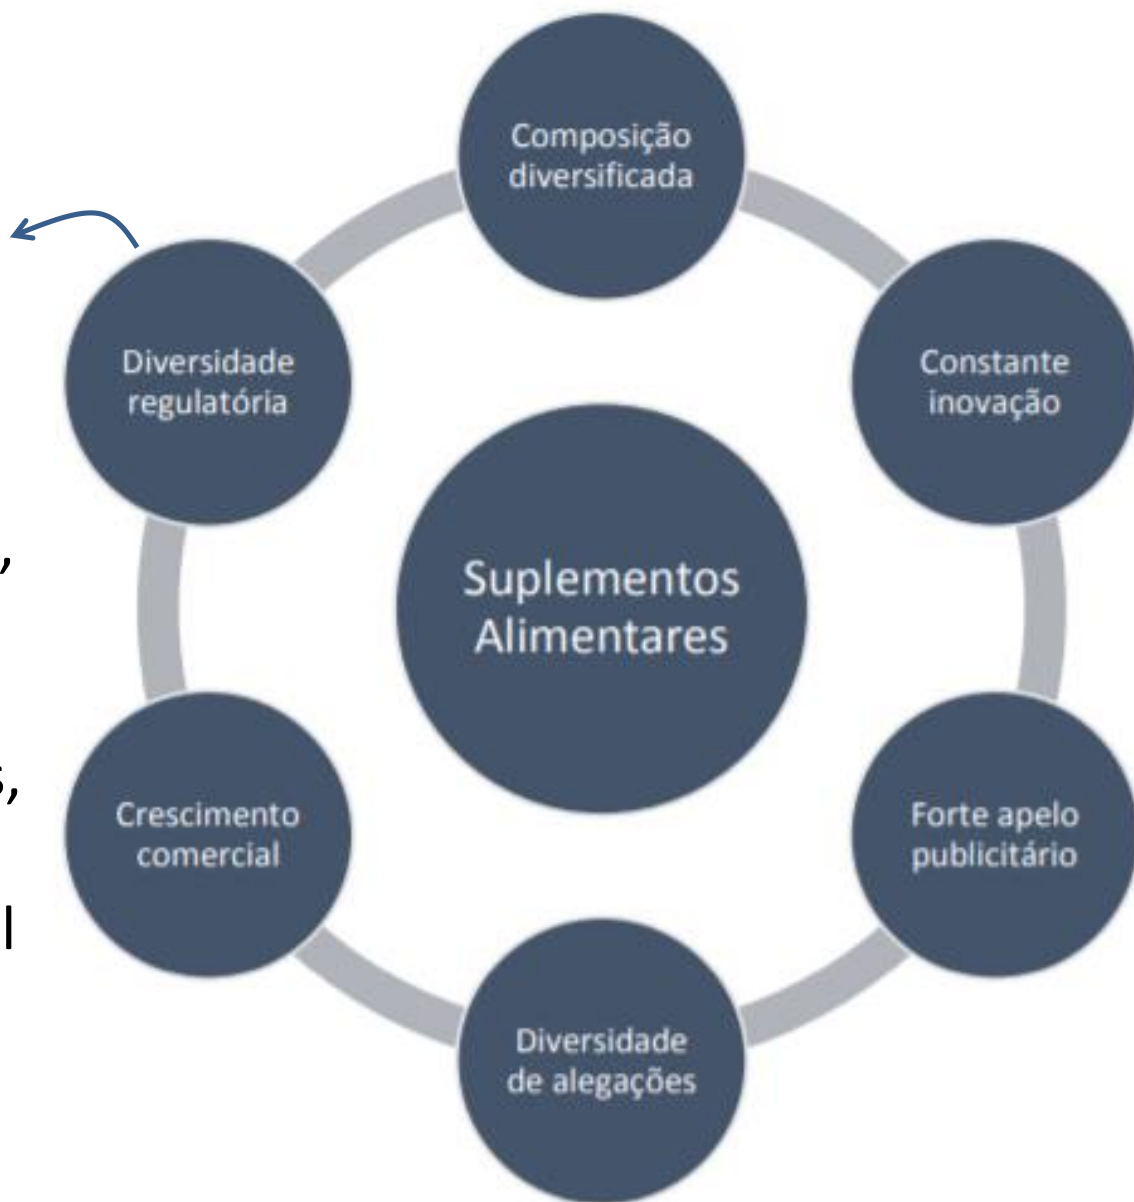 Composição
diversificada
Constante
inovação
Forte apelo
publicitário
Diversidade
de alegações
Crescimento
comercial
Diversidade
regulatória
Suplementos
Alimentares